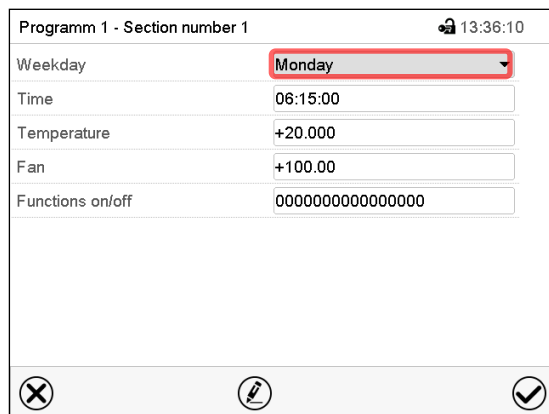 Programm 1 - Section number 1 13:36:10
Weekday Monday
Time 06:15:00
Temperature +20.000
Fan +100.00
Functions on/off 0000000000000000